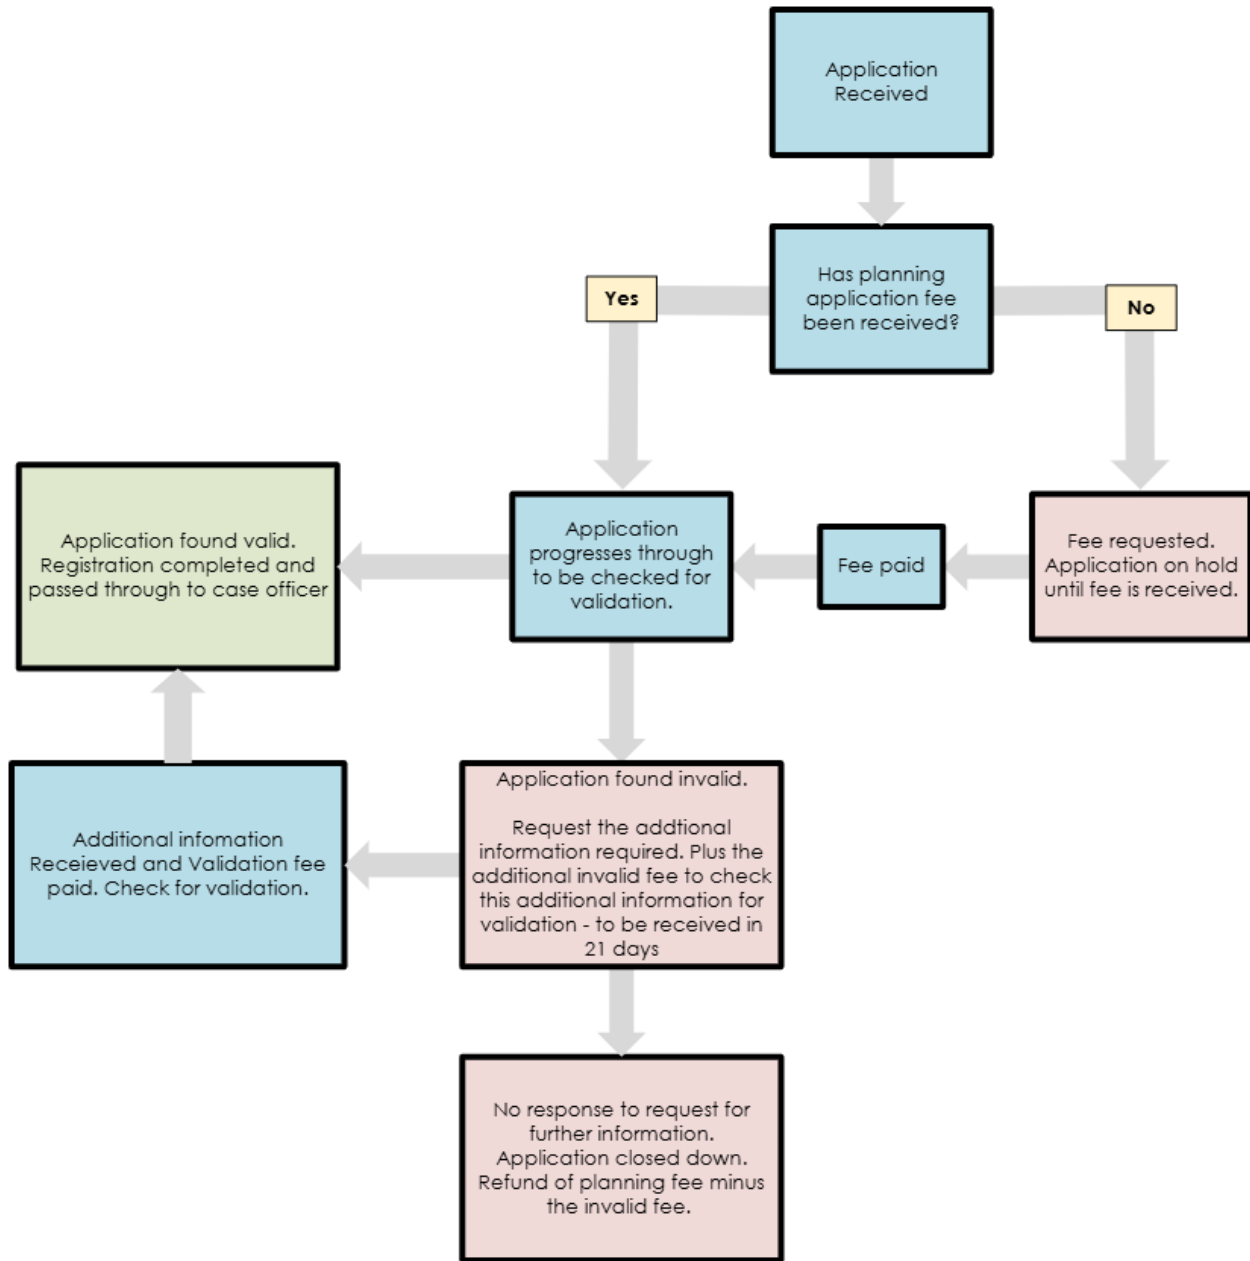 Application
Received
Has planning
application fee
been received?
Yes
No
Application found valid.
Registration completed and
passed through to case officer
Application
progresses through
to be checked for
validation.
Fee paid
Fee requested.
Application on hold
until fee is received.
Additional infomation
Receieved and Validation fee
paid. Check for validation.
Application found invalid.
Request the addtional
information required. Plus the
additional invalid fee to check
this additional information for
validation - to be received in
21 days
No response to request for
further information.
Application closed down.
Refund of planning fee minus
the invalid fee.